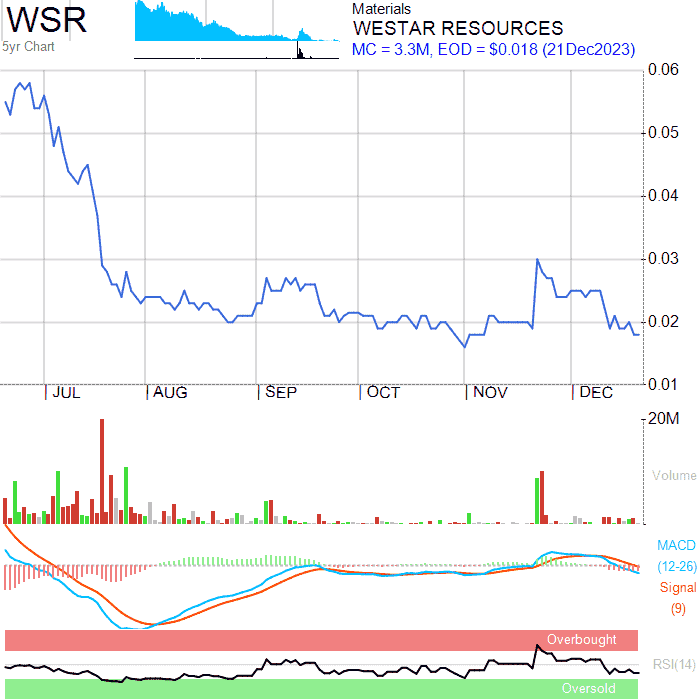 WSR
5yr Chart
Materials
WESTAR RESOURCES
MC = 3.3M, EOD = $0.018 (21Dec2023)
0.06
0.05
0.04
0.03
0.02
0.01
JUL AUG SEP OCT NOV DEC
20M
Volume
MACD
(12-26)
Signal
(9)
Overbought
RSI(14)
Oversold